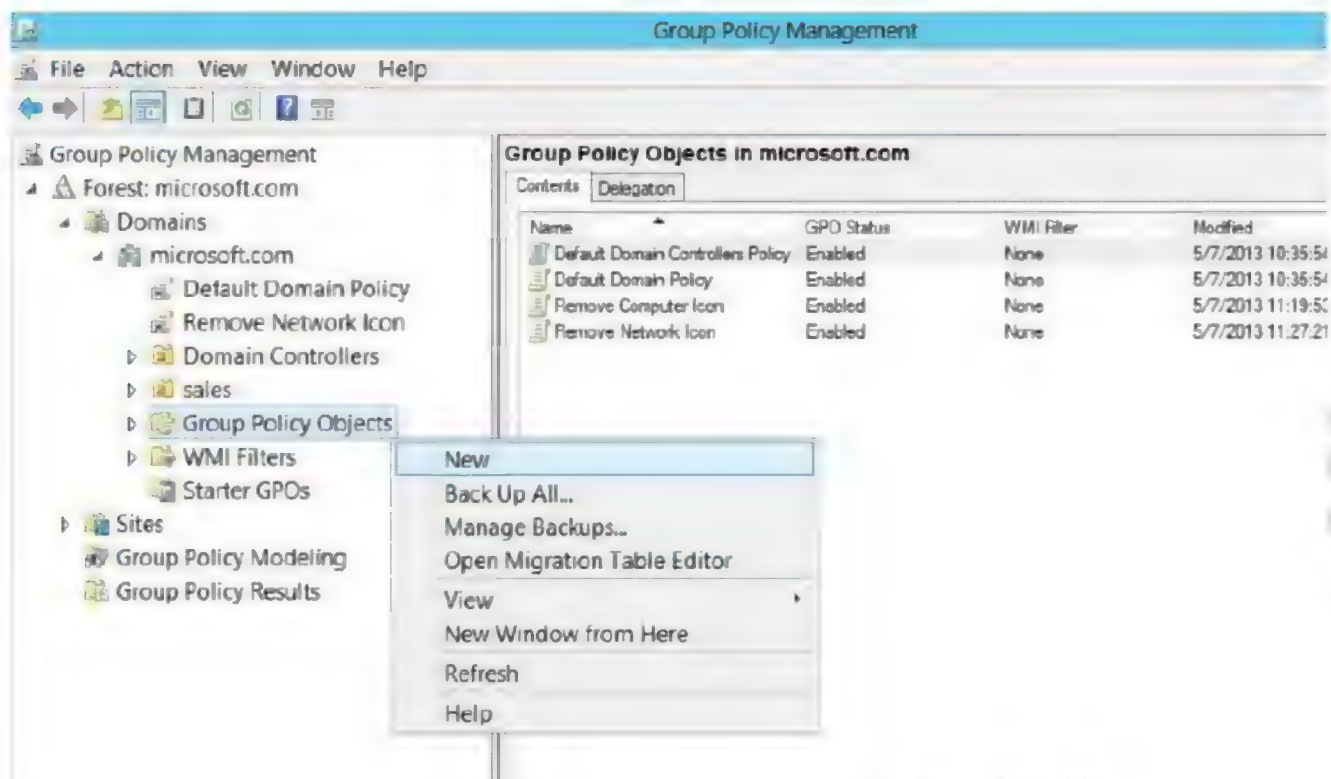 Group Policy Management
File Action View Window Help
Group Policy Management
Forest: microsoft.com
Domains
microsoft.com
Default Domain Policy
Remove Network Icon
Domain Controllers
sales
Group Policy Objects
WMI Filters
Starter GPOs
Sites
Group Policy Modeling
Group Policy Results
New
Back Up All...
Manage Backups...
Open Migration Table Editor
View
New Window from Here
Refresh
Help
Group Policy Objects in microsoft.com
Contents Delegation
Name GPO Status WMI Filter Modified
Default Domain Controllers Policy Enabled None 5/7/2013 10:35:54
Default Domain Policy Enabled None 5/7/2013 10:35:54
Remove Computer Icon Enabled None 5/7/2013
Remove Network Icon Enabled None 5/7/2013 11:27:21